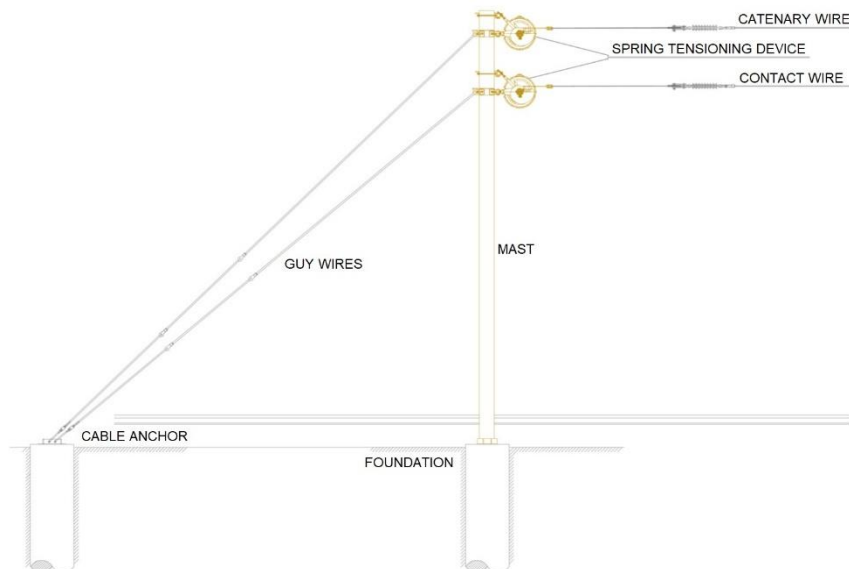 CATENARY WIRE
SPRING TENSIONING DEVICE
CONTACT WIRE
MAST
GUY WIRES
CABLE ANCHOR
FOUNDATION